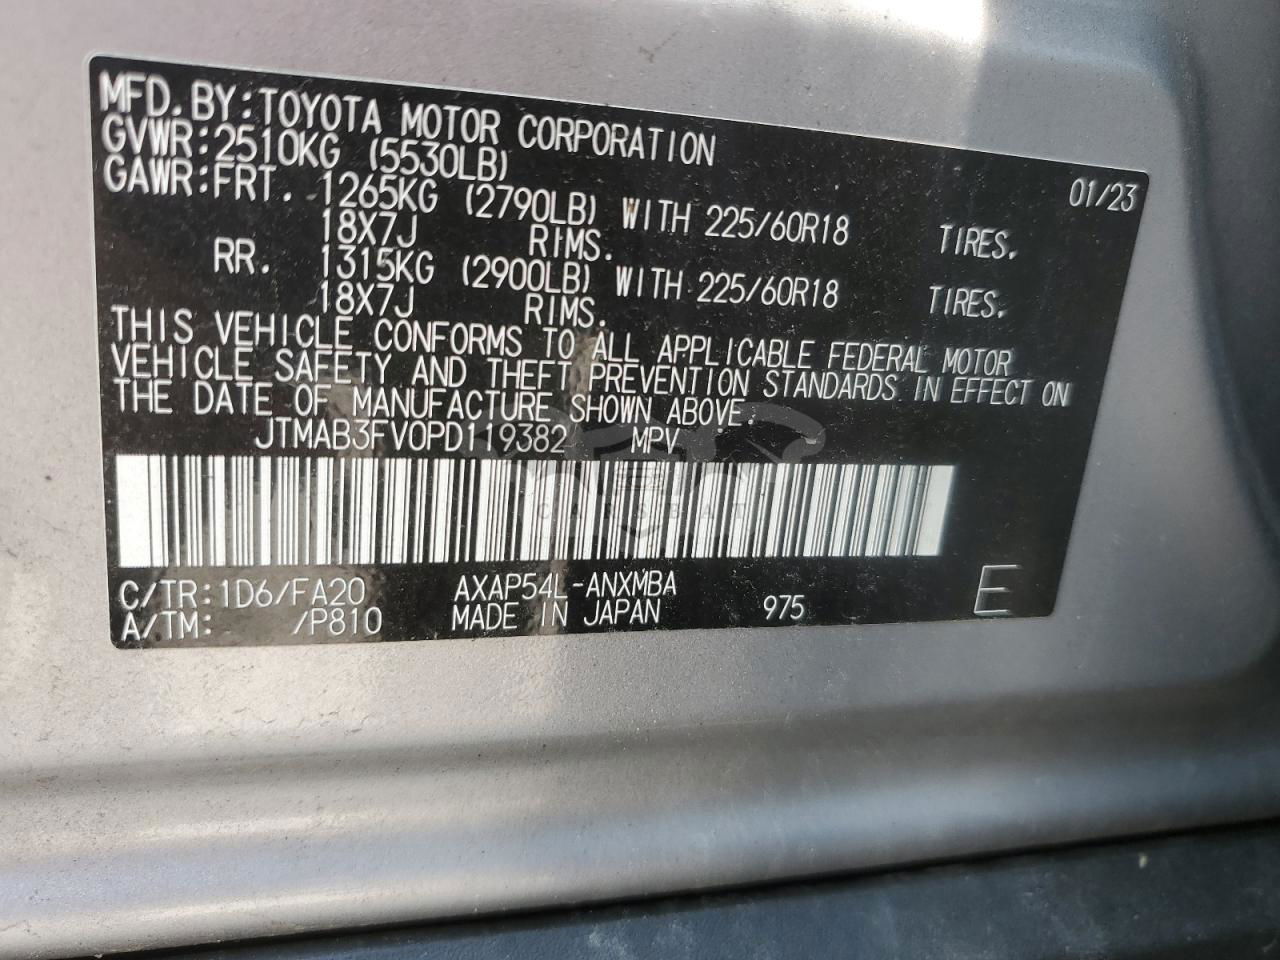 MFD.BY:TOYOTA MOTOR CORPORATION 01/23
GVWR:2510KG (5530LB)
GAWR:FRT. 1265KG (2790LB) WITH 225/60R18 TIRES.
18X7J RIMS.
RR. 1315KG (2900LB) WITH 225/60R18 TIRES.
18X7J RIMS.
THIS VEHICLE CONFORMS TO ALL APPLICABLE FEDERAL MOTOR
VEHICLE SAFETY AND THEFT PREVENTION STANDARDS IN EFFECT ON
THE DATE OF MANUFACTURE SHOWN ABOVE.
JTMAB3FV0PD119382 MPV
CARSBAT
C/TR:1D6/FA20 AXAP54L-ANXMBA
A/TM: /P810 MADE IN JAPAN 975 E